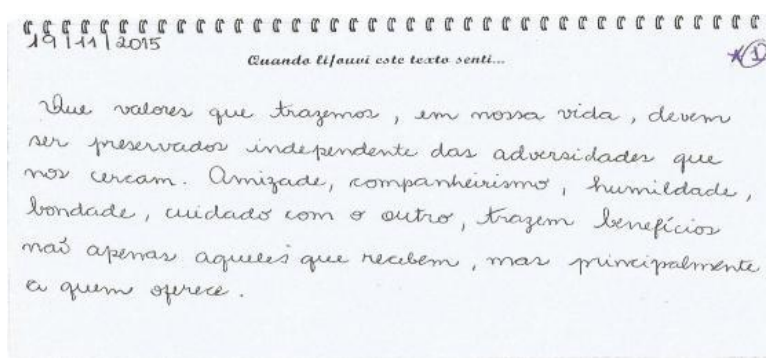 19/11/2015
Quando li/ouvi este texto senti...
*1
Que valores que trazemos, em nossa vida, devem
ser preservados independente das adversidades que
nos cercam. Amizade, companheirismo, humildade,
bondade, cuidado com o outro, trazem benefícios
naõ apenas aqueles que recebem, mas principalmente
a quem oferece.